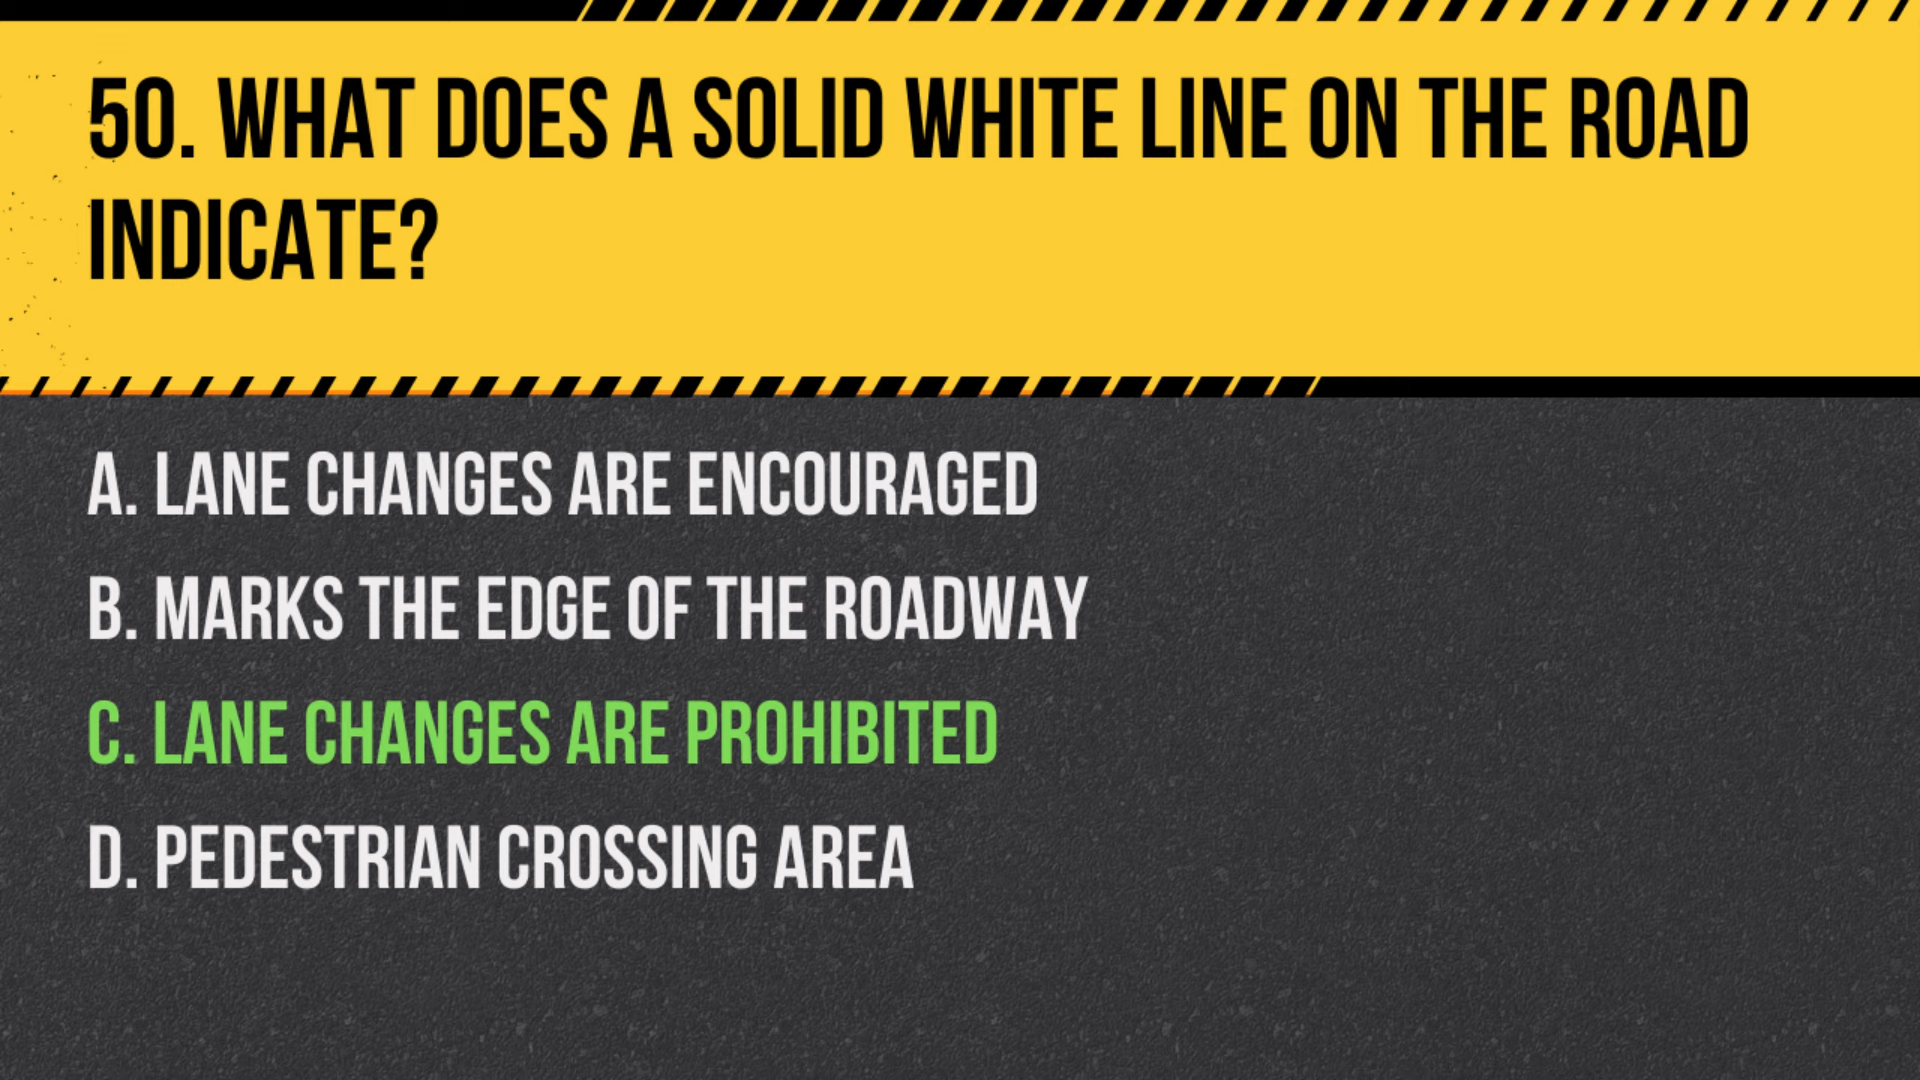 50. WHAT DOES A SOLID WHITE LINE ON THE ROAD
INDICATE?
A. LANE CHANGES ARE ENCOURAGED
B. MARKS THE EDGE OF THE ROADWAY
C. LANE CHANGES ARE PROHIBITED
D. PEDESTRIAN CROSSING AREA